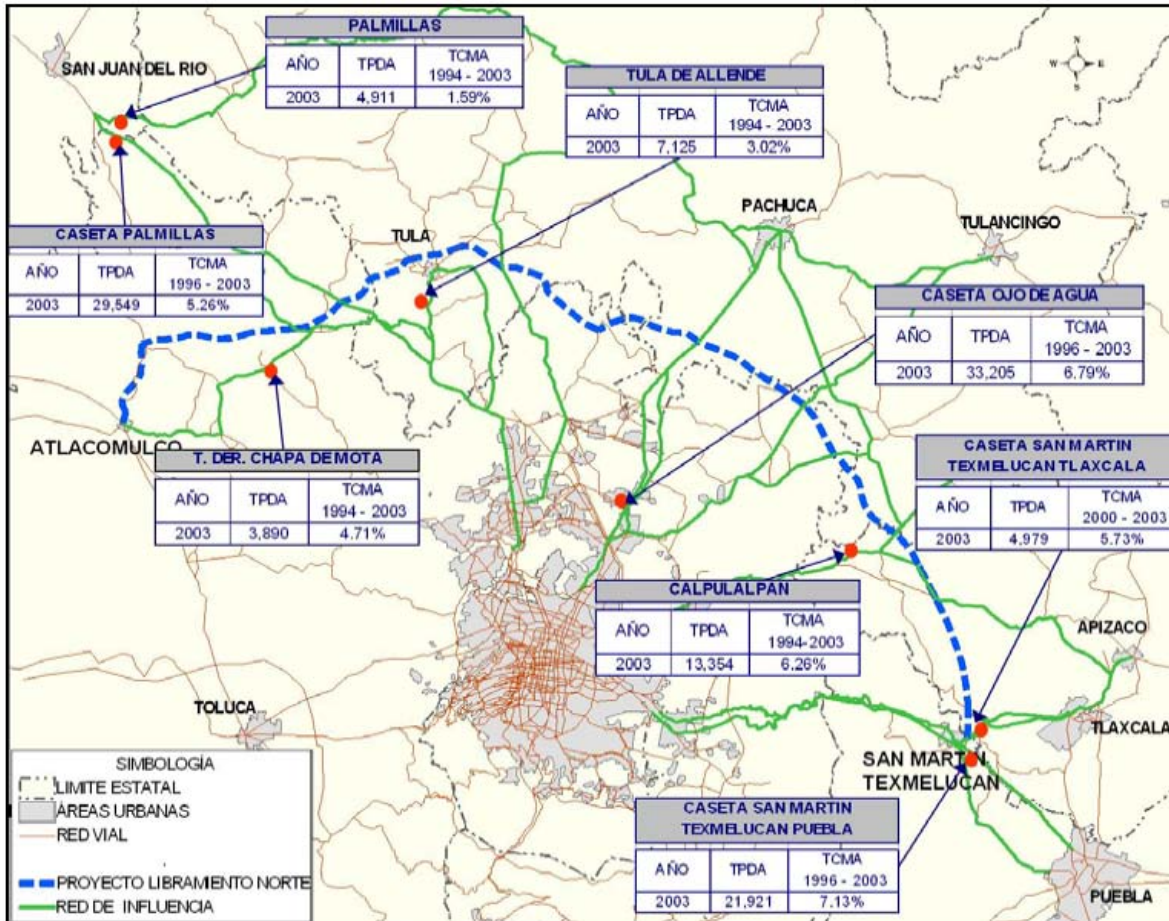 PALMILLAS
AÑO TPDA TCMA 1994 - 2003
2003 4,911 1.59%
SAN JUAN DEL RIO
TULA DE ALLENDE
AÑO TPDA TCMA 1994 - 2003
2003 7,125 3.02%
N
W E
S
PACHUCA
TULANCINGO
TULA
CASETA PALMILLAS
AÑO TPDA TCMA 1996 - 2003
2003 29,549 5.26%
CASETA OJO DE AGUA
AÑO TPDA TCMA 1996 - 2003
2003 33,205 6.79%
ATLACOMULCO
T. DER. CHAPA DE MOTA
AÑO TPDA TCMA 1994 - 2003
2003 3,890 4.71%
CASETA SAN MARTIN
TEXMELUCAN TLAXCALA
AÑO TPDA TCMA 2000 - 2003
2003 4,979 5.73%
CALPULALPAN
AÑO TPDA TCMA 1994-2003
2003 13,354 6.26%
APIZACO
TOLUCA
TLAXCALA
SAN MARTIN
TEXMELUCAN
CASETA SAN MARTIN
TEXMELUCAN PUEBLA
AÑO TPDA TCMA 1996 - 2003
2003 21,921 7.13%
PUEBLA
SIMBOLOGÍA
LIMITE ESTATAL
ÁREAS URBANAS
RED VIAL
PROYECTO LIBRAMIENTO NORTE
RED DE INFLUENCIA